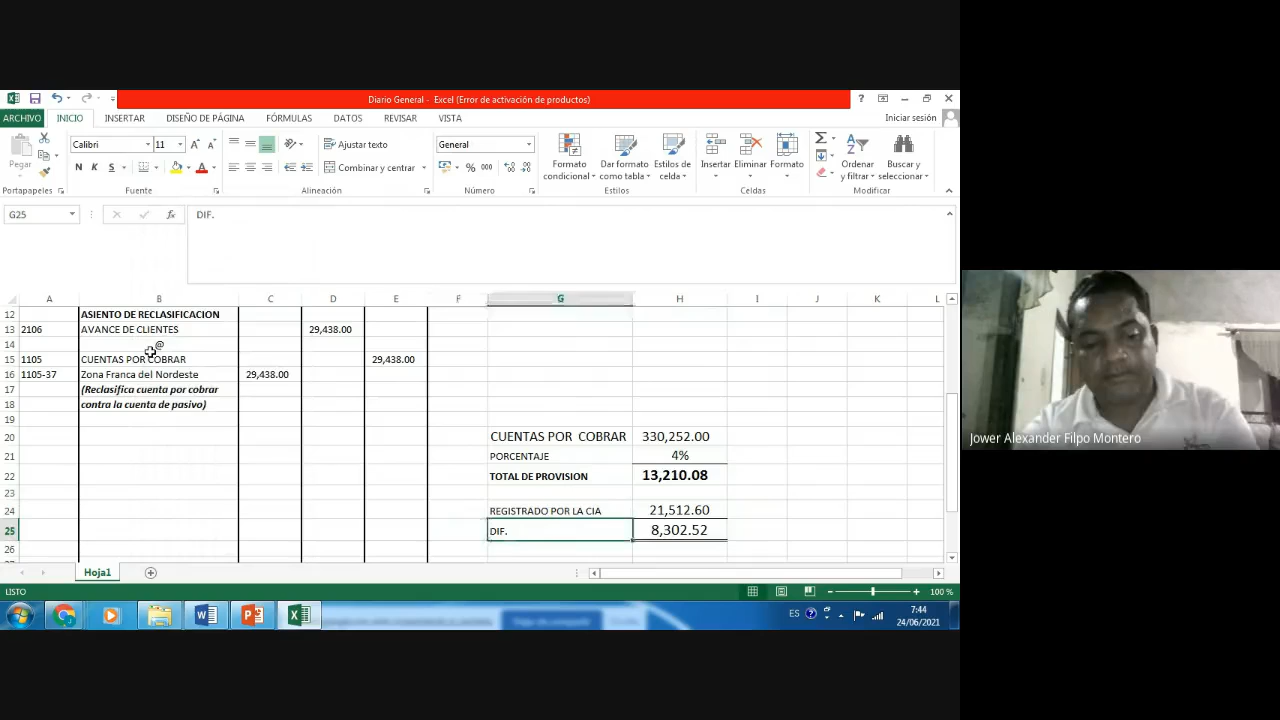 Diario General - Excel (Error de activación de productos)
ARCHIVO INICIO INSERTAR DISEÑO DE PÁGINA FÓRMULAS DATOS REVISAR VISTA Iniciar sesión
Pegar
Portapapeles
Calibri 11
N K S
Fuente
Ajustar texto
Combinar y centrar
Alineación
General
% 000
Número
Formato condicional
Dar formato como tabla
Estilos de celda
Estilos
Insertar Eliminar Formato
Celdas
Ordenar y filtrar
Buscar y seleccionar
Modificar
G25 fx DIF.
A B C D E F G H I J K L
12 ASIENTO DE RECLASIFICACION
13 2106 AVANCE DE CLIENTES 29,438.00
14 @
15 1105 CUENTAS POR COBRAR 29,438.00
16 1105-37 Zona Franca del Nordeste 29,438.00
17 (Reclasifica cuenta por cobrar
18 contra la cuenta de pasivo)
19
20 CUENTAS POR COBRAR 330,252.00
21 PORCENTAJE 4%
22 TOTAL DE PROVISION 13,210.08
23
24 REGISTRADO POR LA CIA 21,512.60
25 DIF. 8,302.52
26
Hoja1
LISTO 100 %
ES 7:44
24/06/2021
Jower Alexander Filpo Montero